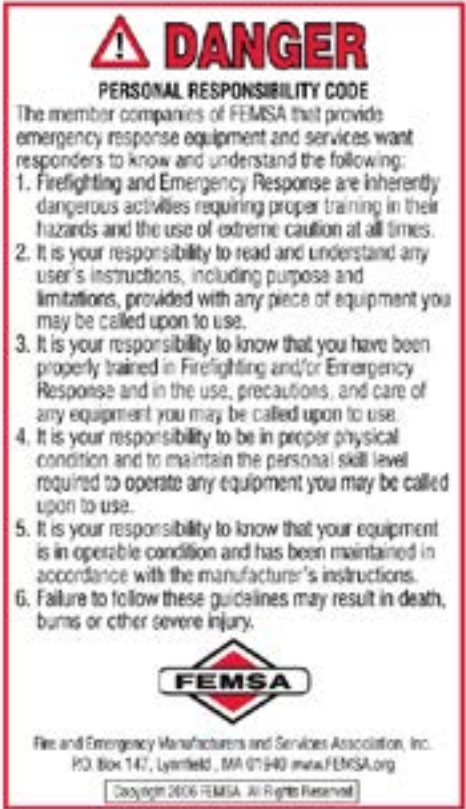 DANGER
PERSONAL RESPONSIBILITY CODE
The member companies of FEMSA that provide
emergency response equipment and services want
responders to know and understand the following:
1. Firefighting and Emergency Response are inherently
dangerous activities requiring proper training in their
hazards and the use of extreme caution at all times.
2. It is your responsibility to read and understand any
user's instructions, including purpose and
limitations, provided with any piece of equipment you
may be called upon to use.
3. It is your responsibility to know that you have been
properly trained in Firefighting and/or Emergency
Response and in the use, precautions, and care of
any equipment you may be called upon to use.
4. It is your responsibility to be in proper physical
condition and to maintain the personal skill level
required to operate any equipment you may be called
upon to use.
5. It is your responsibility to know that your equipment
is in operable condition and has been maintained in
accordance with the manufacturer's instructions.
6. Failure to follow these guidelines may result in death,
burns or other severe injury.
FEMSA
Fire and Emergency Manufacturers and Services Association, Inc.
P.O. Box 147, Lynnfield, MA 01940 www.FEMSA.org
Copyright 2006 FEMSA. All Rights Reserved